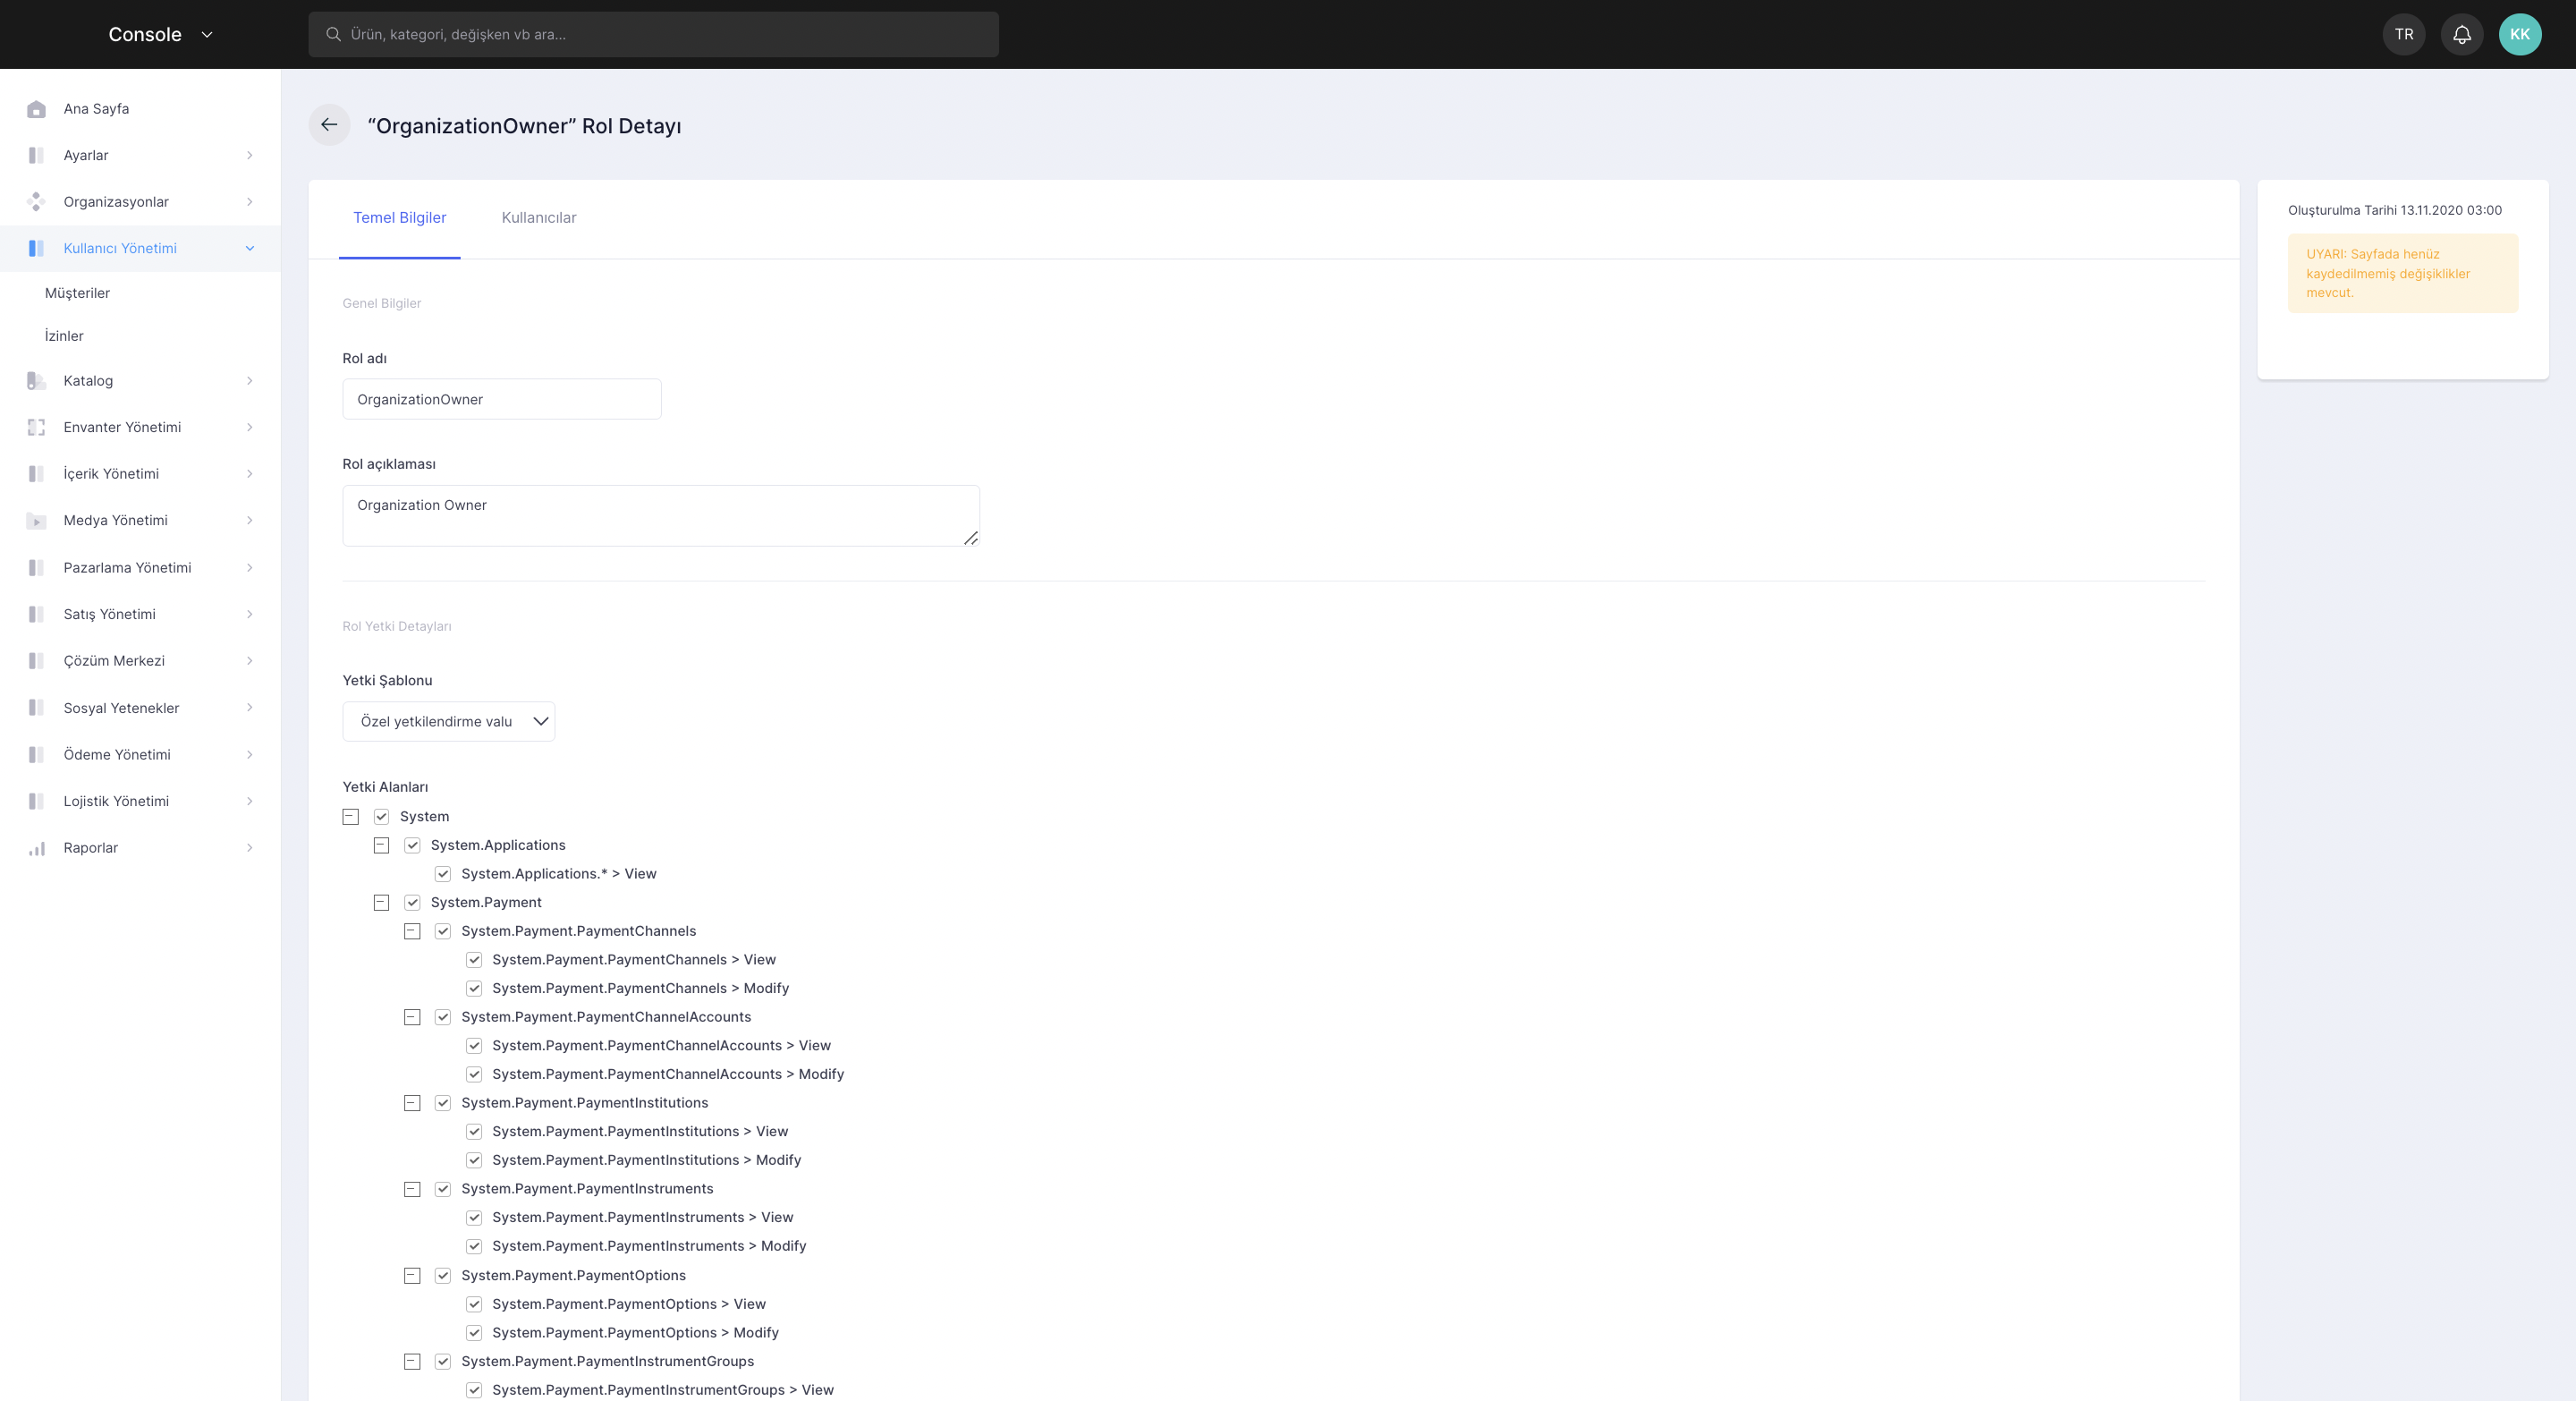 Console
Ürün, kategori, değişken vb ara...
TR
KK
Ana Sayfa
Ayarlar
Organizasyonlar
Kullanıcı Yönetimi
Müşteriler
İzinler
Katalog
Envanter Yönetimi
İçerik Yönetimi
Medya Yönetimi
Pazarlama Yönetimi
Satış Yönetimi
Çözüm Merkezi
Sosyal Yetenekler
Ödeme Yönetimi
Lojistik Yönetimi
Raporlar
“OrganizationOwner” Rol Detayı
Temel Bilgiler
Kullanıcılar
Genel Bilgiler
Rol adı
OrganizationOwner
Rol açıklaması
Organization Owner
Rol Yetki Detayları
Yetki Şablonu
Özel yetkilendirme valu
Yetki Alanları
System
System.Applications
System.Applications.* > View
System.Payment
System.Payment.PaymentChannels
System.Payment.PaymentChannels > View
System.Payment.PaymentChannels > Modify
System.Payment.PaymentChannelAccounts
System.Payment.PaymentChannelAccounts > View
System.Payment.PaymentChannelAccounts > Modify
System.Payment.PaymentInstitutions
System.Payment.PaymentInstitutions > View
System.Payment.PaymentInstitutions > Modify
System.Payment.PaymentInstruments
System.Payment.PaymentInstruments > View
System.Payment.PaymentInstruments > Modify
System.Payment.PaymentOptions
System.Payment.PaymentOptions > View
System.Payment.PaymentOptions > Modify
System.Payment.PaymentInstrumentGroups
System.Payment.PaymentInstrumentGroups > View
Oluşturulma Tarihi 13.11.2020 03:00
UYARI: Sayfada henüz
kaydedilmemiş değişiklikler
mevcut.